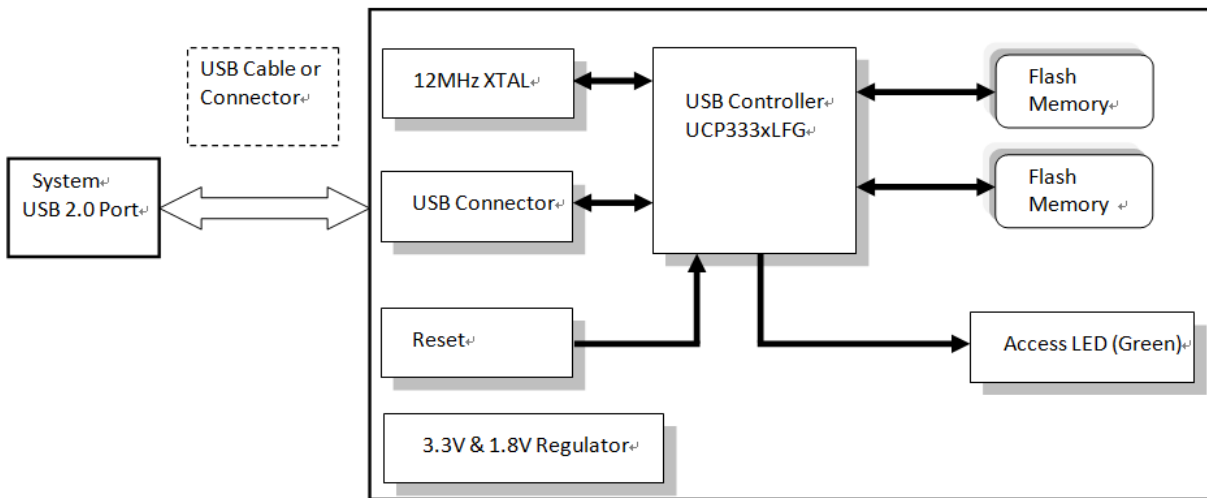 USB Cable or
Connector
System
USB 2.0 Port
12MHz XTAL
USB Connector
Reset
3.3V & 1.8V Regulator
USB Controller
UCP333xLFG
Flash
Memory
Flash
Memory
Access LED (Green)